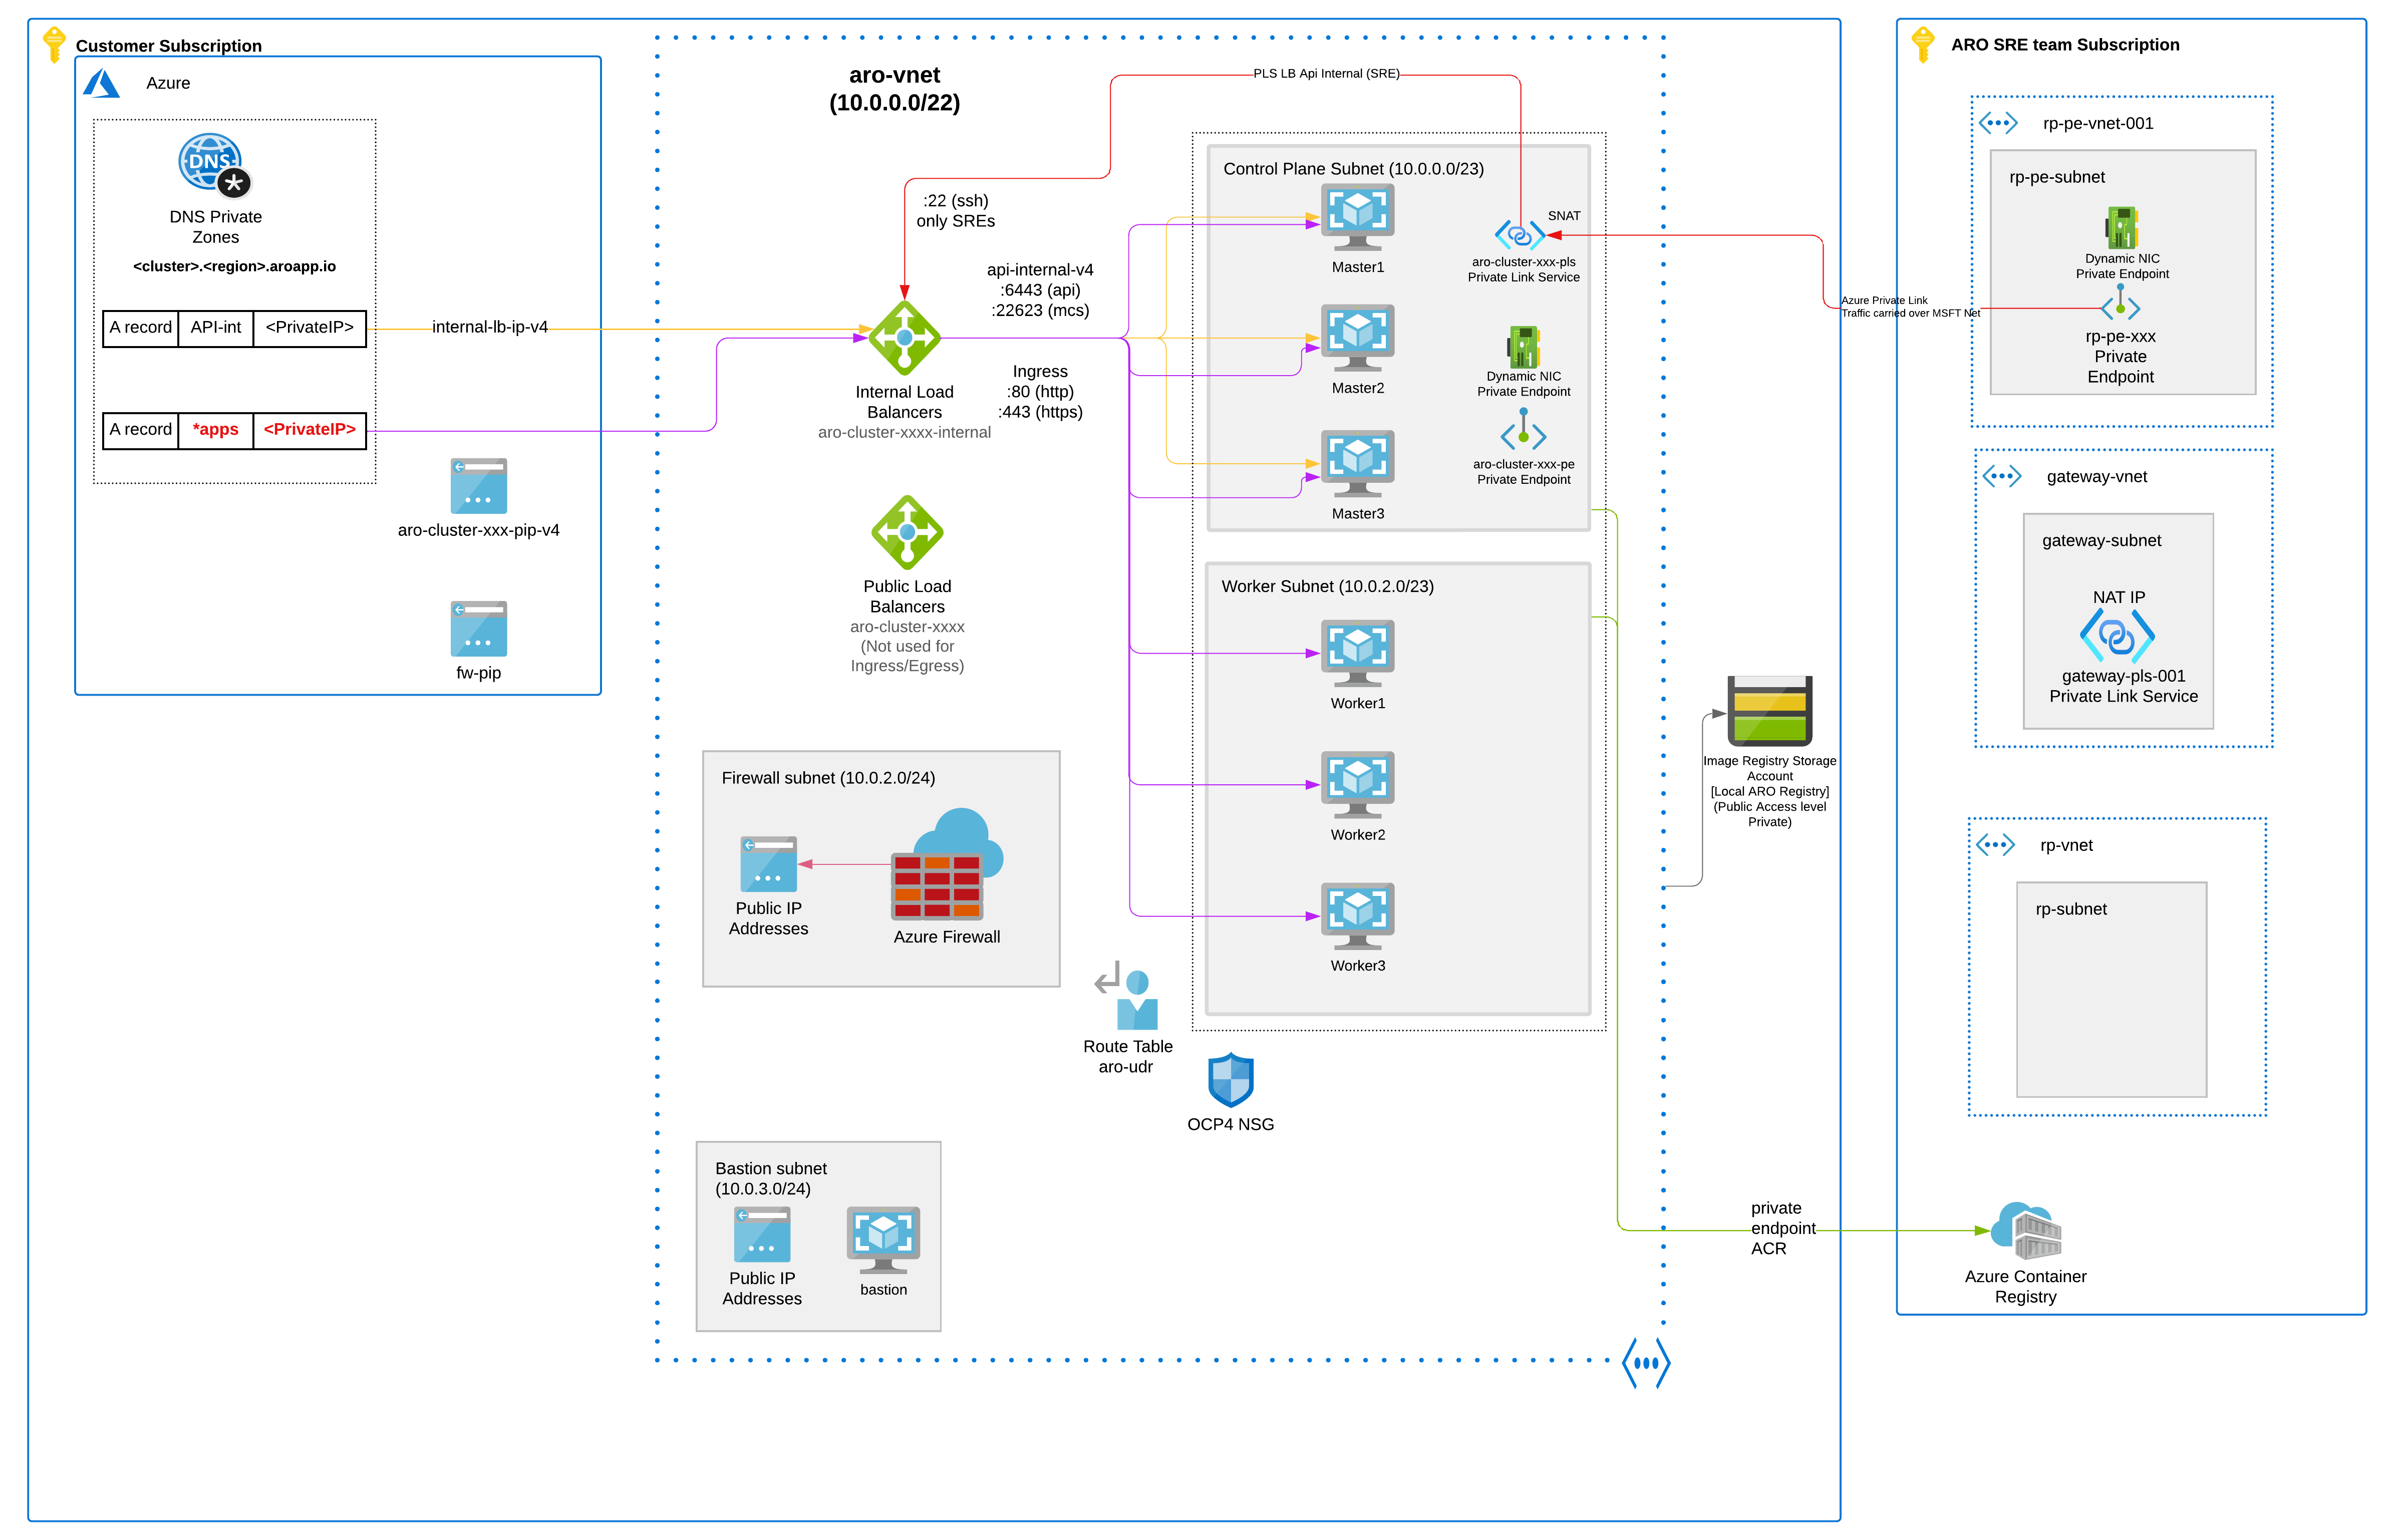 Customer Subscription
Azure
DNS
*
DNS Private
Zones
<cluster>.<region>.aroapp.io
A record API-int <PrivateIP>
A record *apps <PrivateIP>
internal-lb-ip-v4
aro-cluster-xxx-pip-v4
fw-pip
aro-vnet
(10.0.0.0/22)
PLS LB Api Internal (SRE)
:22 (ssh)
only SREs
api-internal-v4
:6443 (api)
:22623 (mcs)
Internal Load
Balancers
aro-cluster-xxxx-internal
Ingress
:80 (http)
:443 (https)
Public Load
Balancers
aro-cluster-xxxx
(Not used for
Ingress/Egress)
Control Plane Subnet (10.0.0.0/23)
Master1
Master2
Master3
SNAT
aro-cluster-xxx-pls
Private Link Service
Dynamic NIC
Private Endpoint
aro-cluster-xxx-pe
Private Endpoint
Worker Subnet (10.0.2.0/23)
Worker1
Worker2
Worker3
Firewall subnet (10.0.2.0/24)
Public IP
Addresses
Azure Firewall
Route Table
aro-udr
OCP4 NSG
Bastion subnet
(10.0.3.0/24)
Public IP
Addresses
bastion
Image Registry Storage
Account
[Local ARO Registry]
(Public Access level
Private)
private
endpoint
ACR
Azure Private Link
Traffic carried over MSFT Net
ARO SRE team Subscription
rp-pe-vnet-001
rp-pe-subnet
Dynamic NIC
Private Endpoint
rp-pe-xxx
Private
Endpoint
gateway-vnet
gateway-subnet
NAT IP
gateway-pls-001
Private Link Service
rp-vnet
rp-subnet
Azure Container
Registry